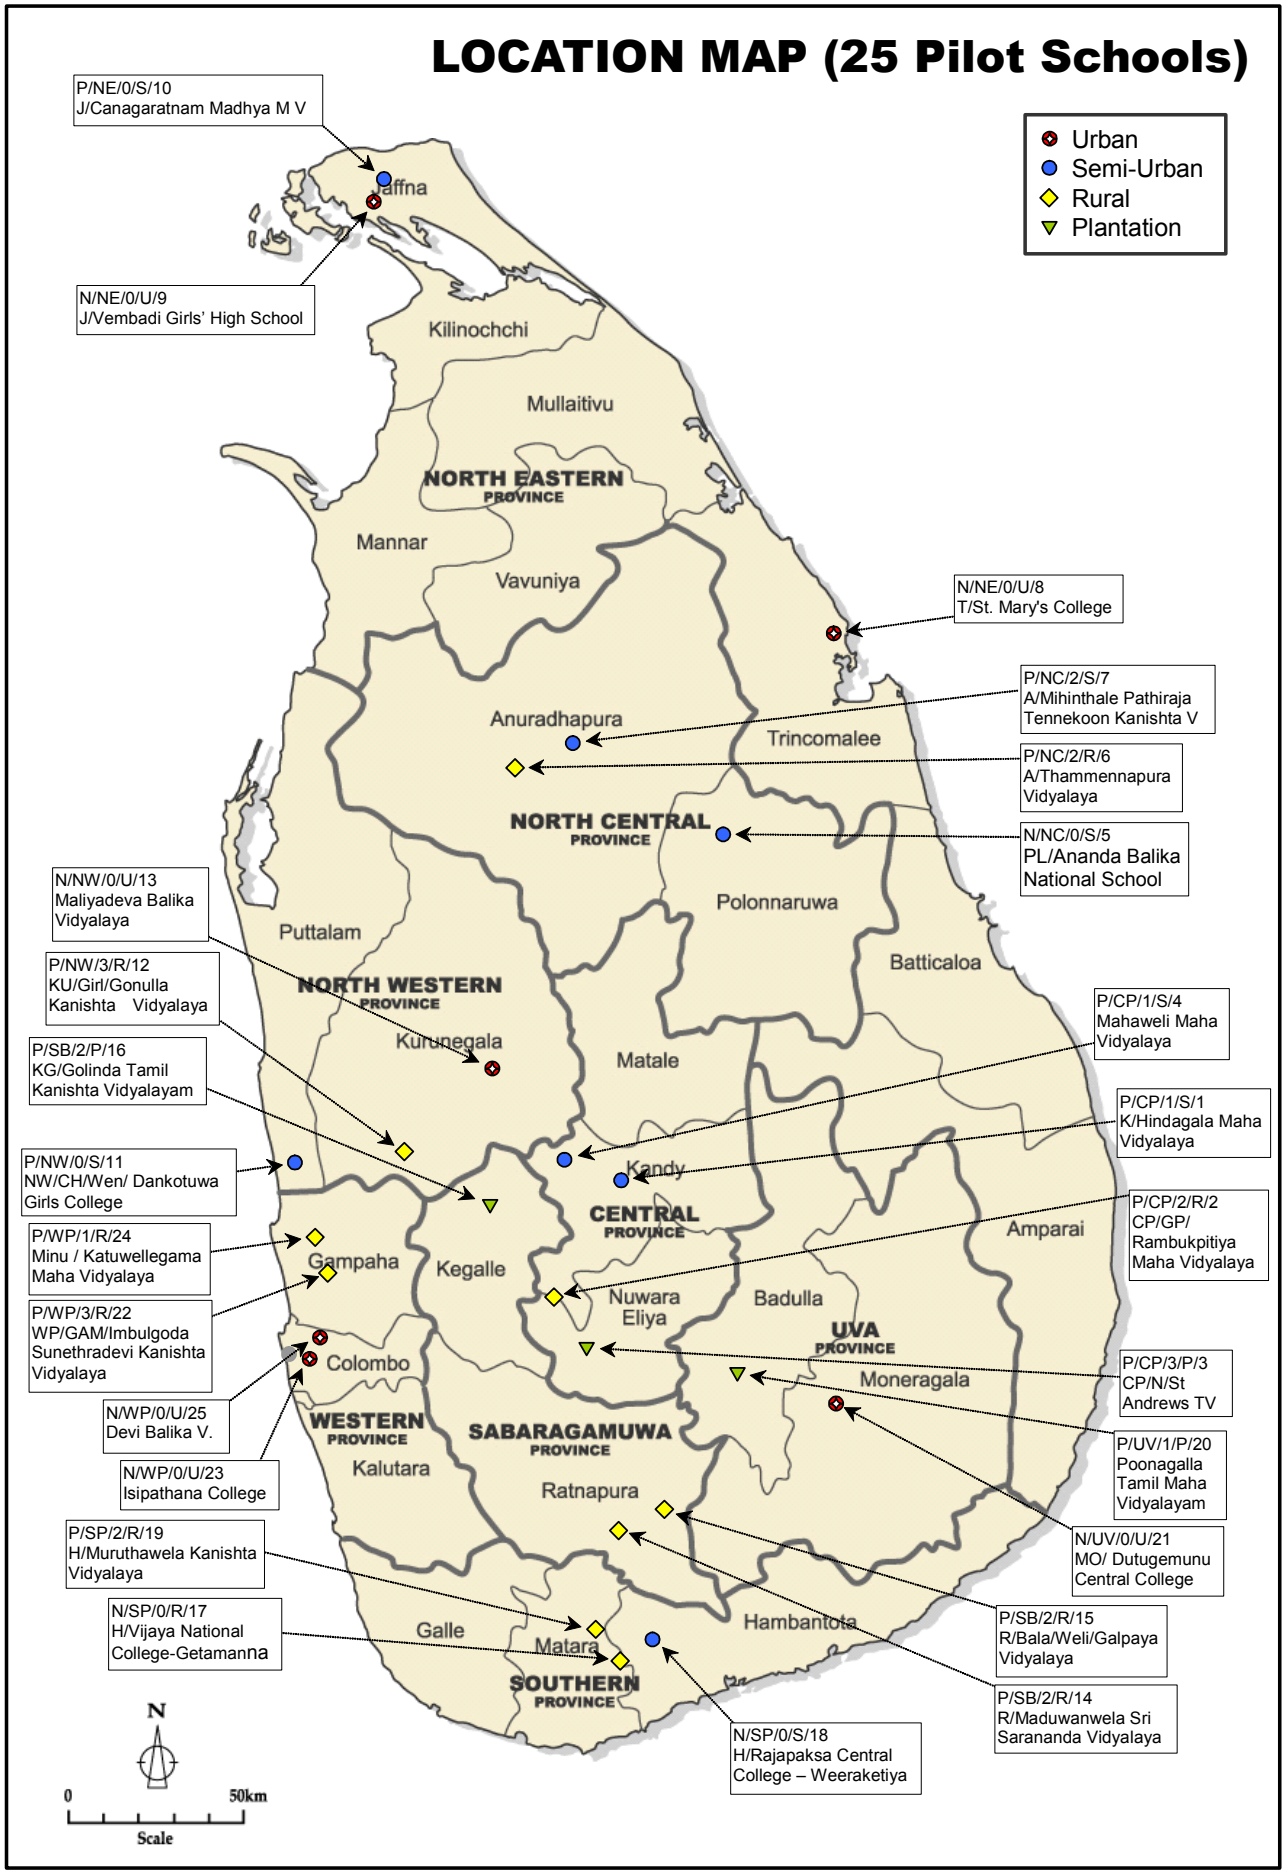 LOCATION MAP (25 Pilot Schools)
P/NE/0/S/10
J/Canagaratnam Madhya M V
Urban
Semi-Urban
Rural
Plantation
Jaffna
N/NE/0/U/9
J/Vembadi Girls' High School
Kilinochchi
Mullaitivu
NORTH EASTERN
PROVINCE
Mannar
Vavuniya
N/NE/0/U/8
T/St. Mary's College
P/NC/2/S/7
A/Mihinthale Pathiraja
Tennekoon Kanishta V
Anuradhapura
Trincomalee
P/NC/2/R/6
A/Thammennapura
Vidyalaya
NORTH CENTRAL
PROVINCE
N/NC/0/S/5
PL/Ananda Balika
National School
N/NW/0/U/13
Maliyadeva Balika
Vidyalaya
Polonnaruwa
Puttalam
Batticaloa
P/NW/3/R/12
KU/Girl/Gonulla
Kanishta Vidyalaya
NORTH WESTERN
PROVINCE
P/CP/1/S/4
Mahaweli Maha
Vidyalaya
Kurunegala
Matale
P/SB/2/P/16
KG/Golinda Tamil
Kanishta Vidyalayam
P/CP/1/S/1
K/Hindagala Maha
Vidyalaya
P/NW/0/S/11
NW/CH/Wen/ Dankotuwa
Girls College
Kandy
CENTRAL
PROVINCE
P/CP/2/R/2
CP/GP/
Rambukpitiya
Maha Vidyalaya
Amparai
P/WP/1/R/24
Minu / Katuwellegama
Maha Vidyalaya
Gampaha
Kegalle
Nuwara
Eliya
Badulla
P/WP/3/R/22
WP/GAM/Imbulgoda
Sunethradevi Kanishta
Vidyalaya
UVA
PROVINCE
Colombo
Moneragala
P/CP/3/P/3
CP/N/St
Andrews TV
N/WP/0/U/25
Devi Balika V.
WESTERN
PROVINCE
SABARAGAMUWA
PROVINCE
P/UV/1/P/20
Poonagalla
Tamil Maha
Vidyalayam
N/WP/0/U/23
Isipathana College
Kalutara
Ratnapura
P/SP/2/R/19
H/Muruthawela Kanishta
Vidyalaya
N/UV/0/U/21
MO/ Dutugemunu
Central College
N/SP/0/R/17
H/Vijaya National
College-Getamanna
Galle
Matara
Hambantota
P/SB/2/R/15
R/Bala/Weli/Galpaya
Vidyalaya
SOUTHERN
PROVINCE
P/SB/2/R/14
R/Maduwanwela Sri
Sarananda Vidyalaya
N/SP/0/S/18
H/Rajapaksa Central
College – Weeraketiya
N
0 50km
Scale